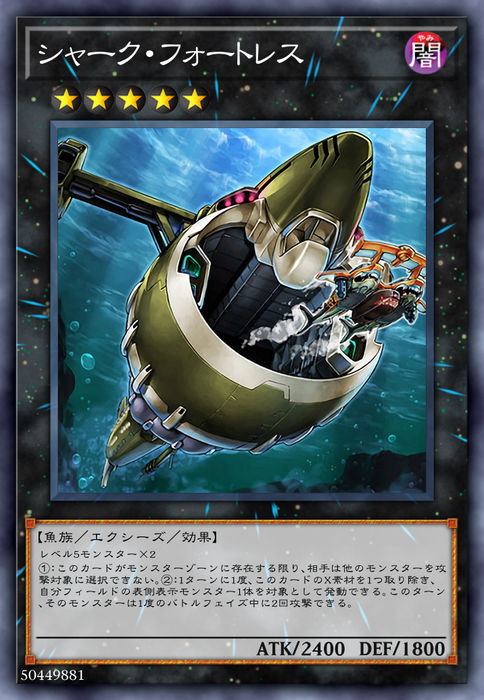 シャーク・フォートレス
やみ
闇
【魚族／エクシーズ／効果】
レベル5モンスター×2
①：このカードがモンスターゾーンに存在する限り、相手は他のモンスターを攻
撃対象に選択できない。②：1ターンに1度、このカードのX素材を1つ取り除き、
自分フィールドの表側表示モンスター1体を対象として発動できる。このターン
、そのモンスターは1度のバトルフェイズ中に2回攻撃できる。
ATK/2400 DEF/1800
50449881